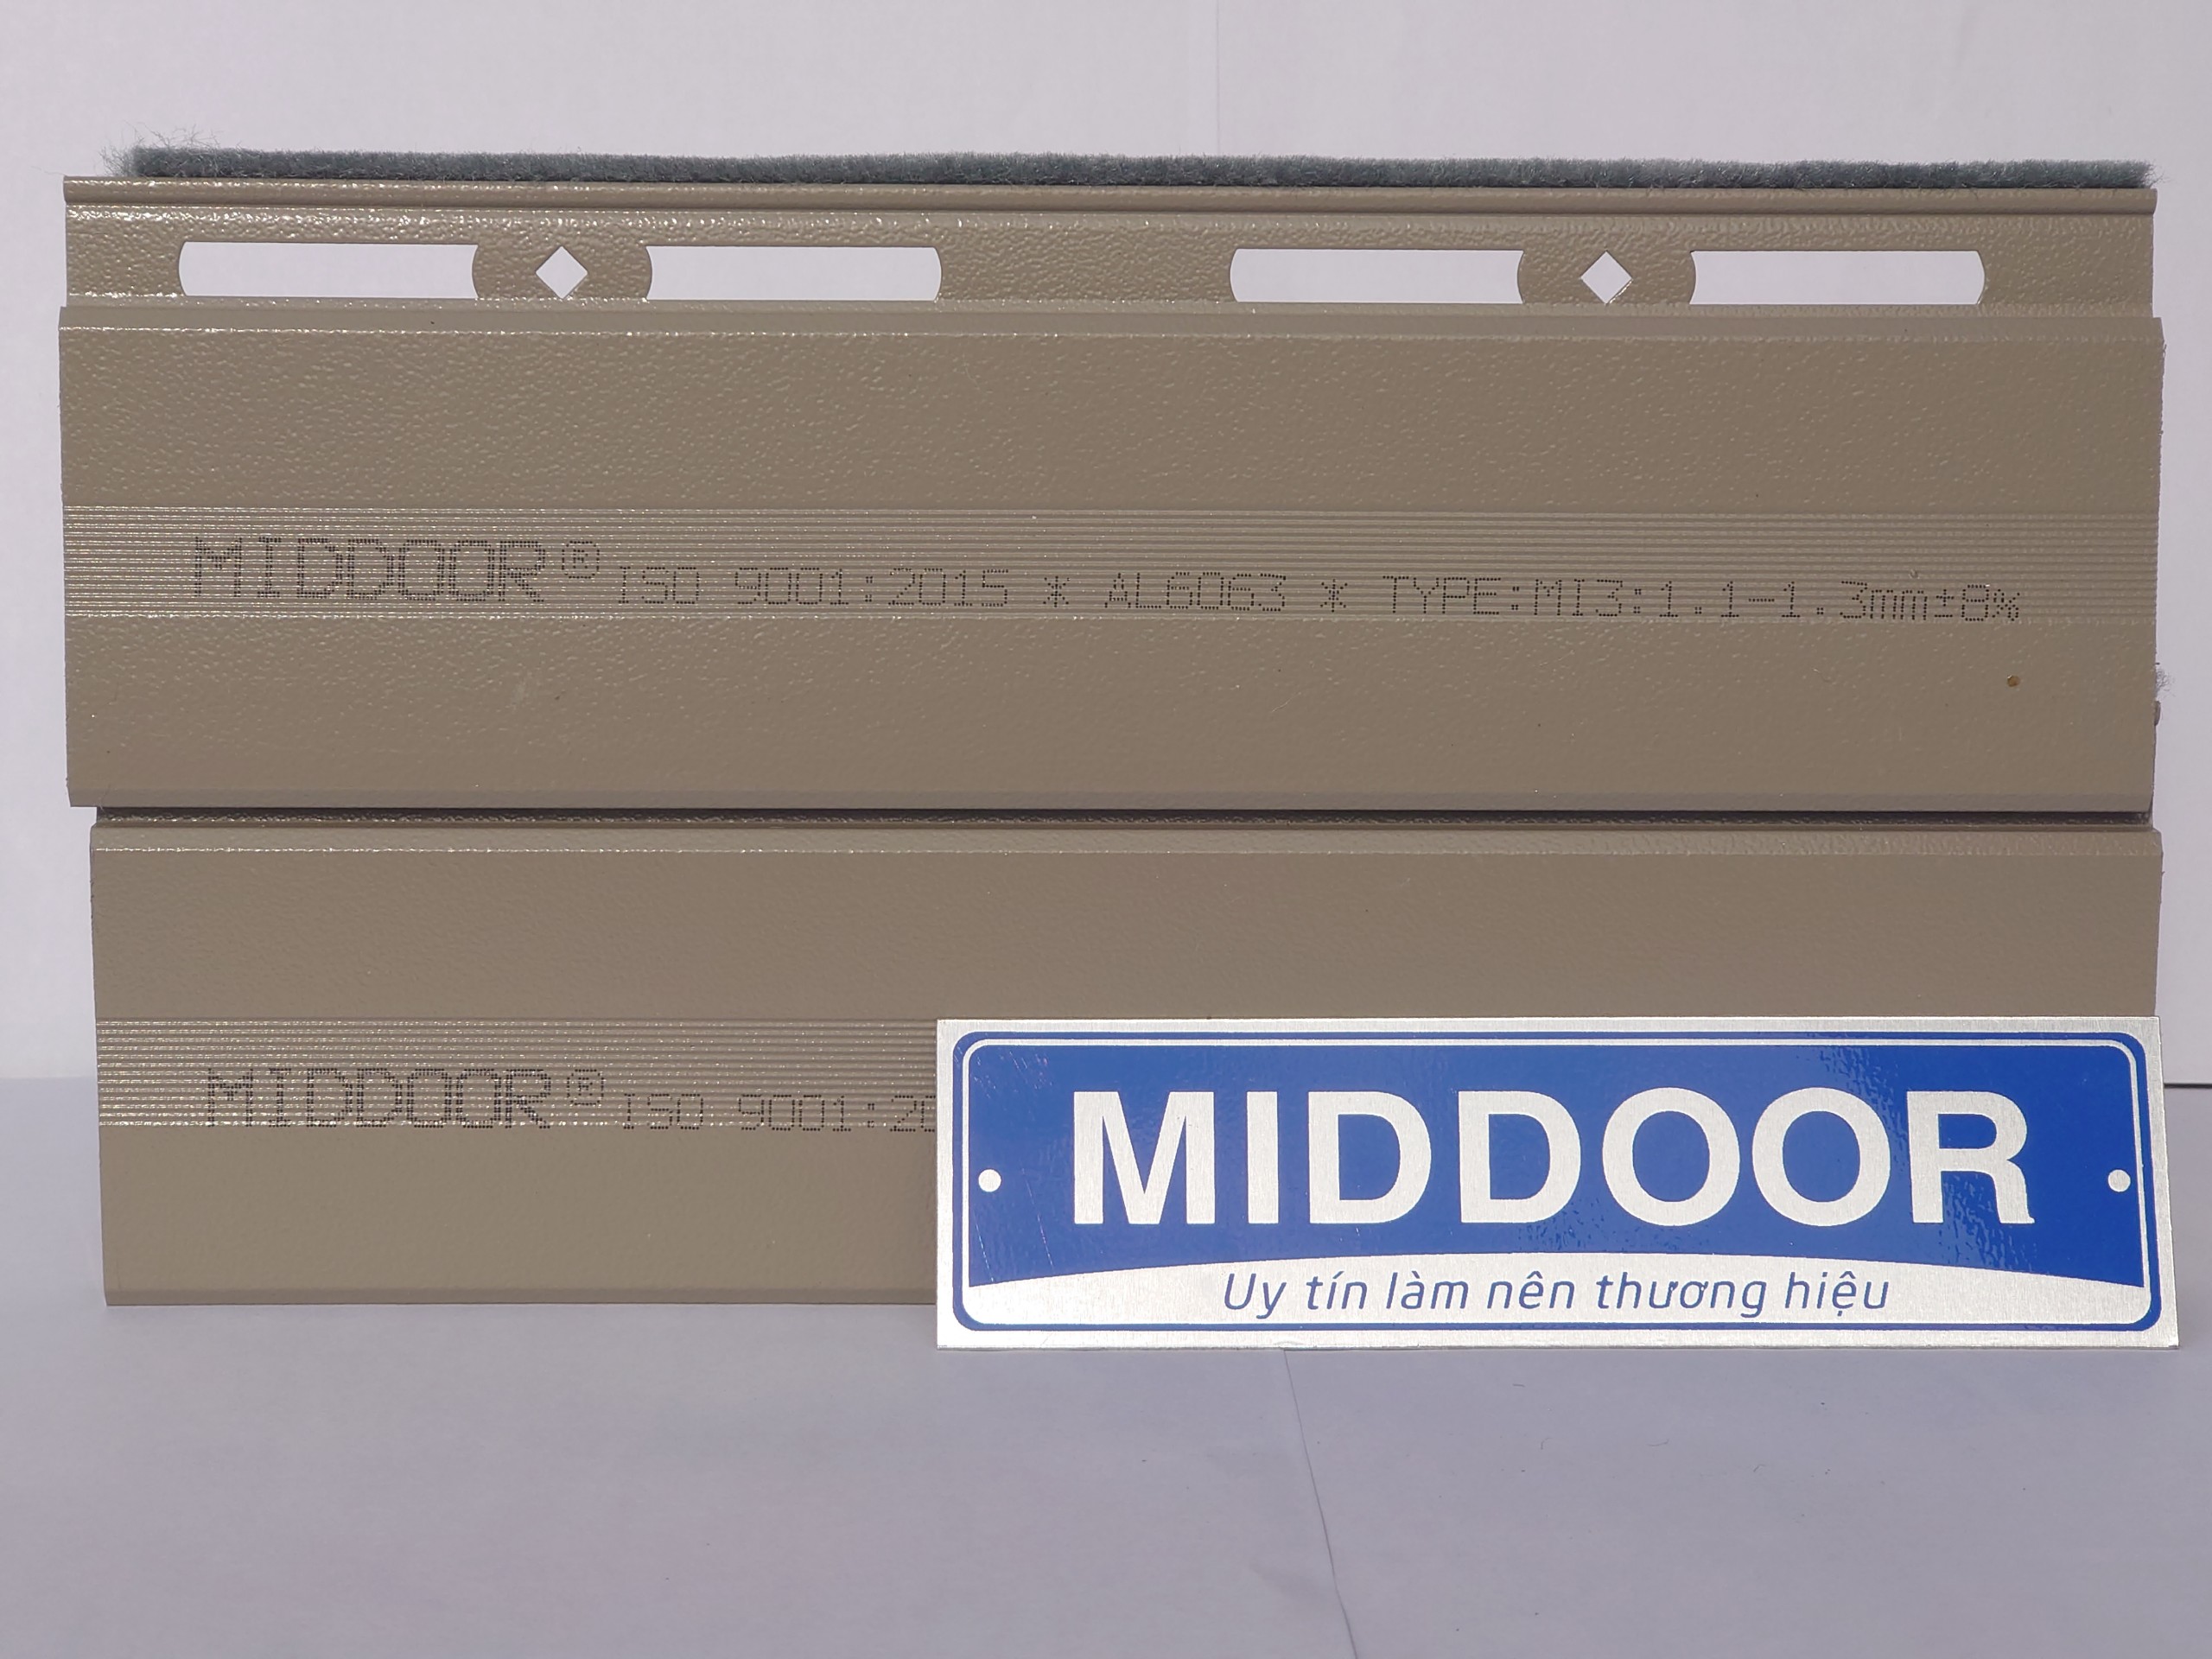 MIDDOOR® ISO 9001:2015 * AL6063 * TYPE:MI3:1.1-1.3mm±8%
MIDDOOR® ISO 9001:20
MIDDOOR
Uy tín làm nên thương hiệu